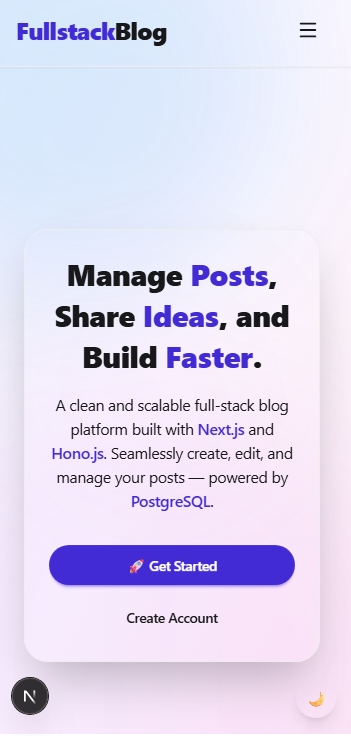 FullstackBlog
Manage Posts,
Share Ideas, and
Build Faster.
A clean and scalable full-stack blog
platform built with Next.js and
Hono.js. Seamlessly create, edit, and
manage your posts — powered by
PostgreSQL.
🚀 Get Started
Create Account
N